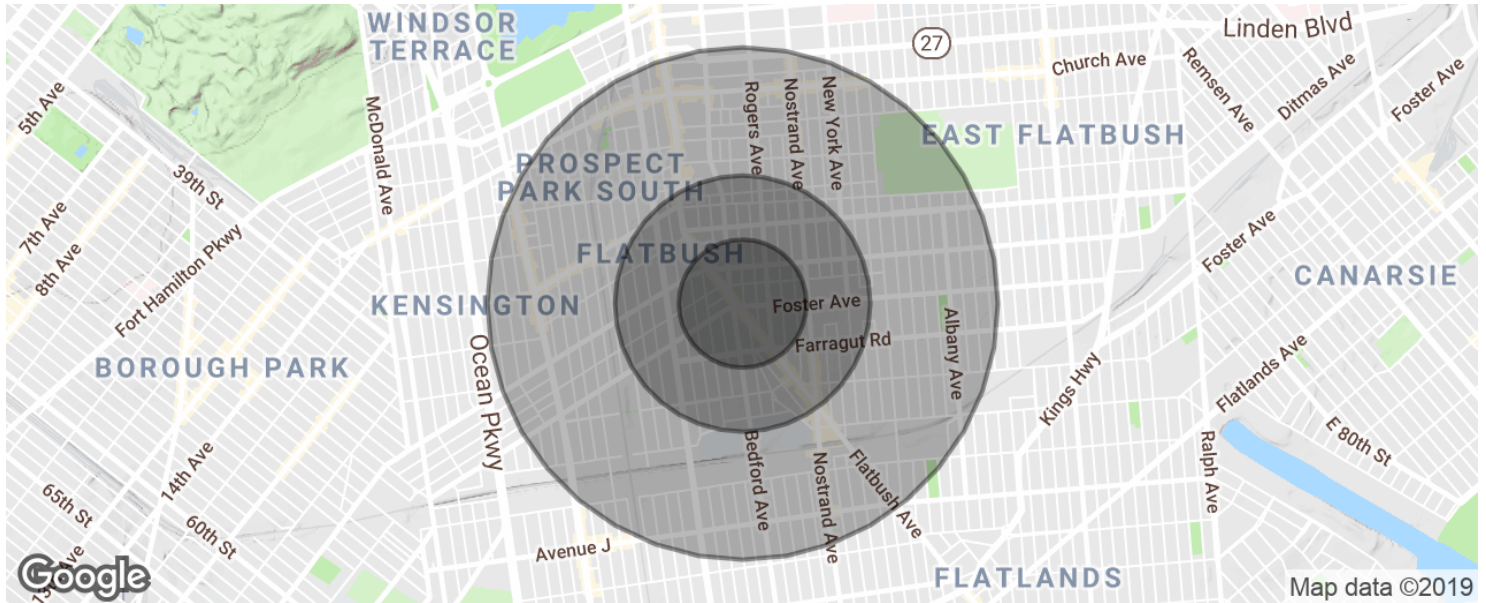 WINDSOR
TERRACE
27
Linden Blvd
Church Ave
Remsen Ave
Ditmas Ave
Foster Ave
5th Ave
McDonald Ave
Rogers Ave
Nostrand Ave
New York Ave
EAST FLATBUSH
39th St
PROSPECT
PARK SOUTH
7th Ave
8th Ave
Fort Hamilton Pkwy
FLATBUSH
Foster Ave
CANARSIE
KENSINGTON
Foster Ave
Farragut Rd
Albany Ave
BOROUGH PARK
Ocean Pkwy
Kings Hwy
Flatlands Ave
14th Ave
Bedford Ave
Nostrand Ave
Flatbush Ave
Ralph Ave
E 80th St
65th St
60th St
Avenue J
13th Ave
FLATLANDS
Google
Map data ©2019